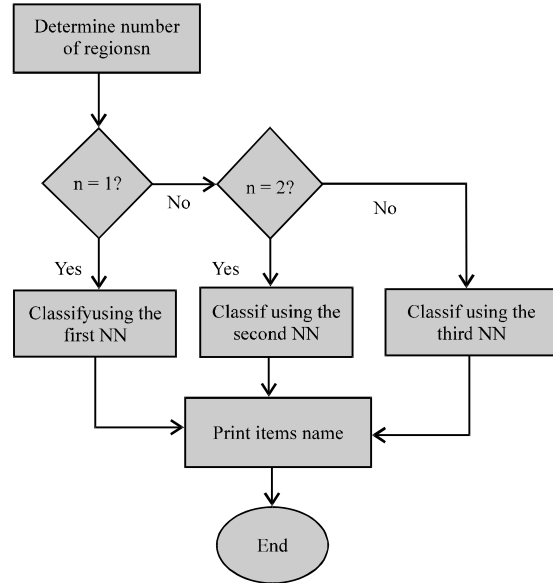 Determine number
of regionsn
n = 1?
No
n = 2?
No
Yes
Yes
Classifyusing the
first NN
Classif using the
second NN
Classif using the
third NN
Print items name
End